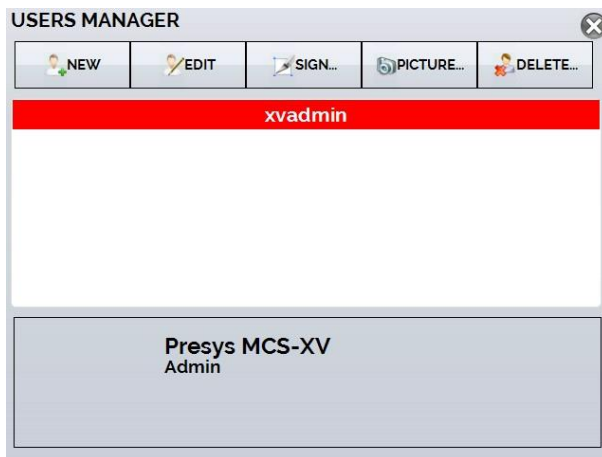 USERS MANAGER
NEW EDIT SIGN... PICTURE... DELETE...
xvadmin
Presys MCS-XV
Admin